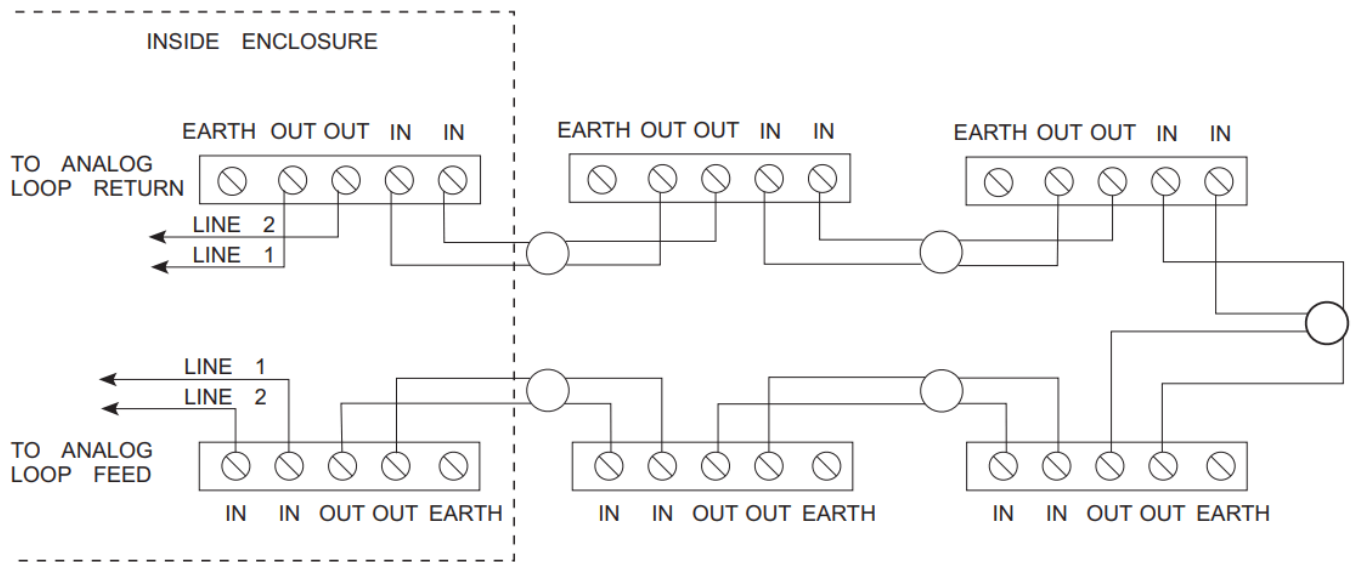 INSIDE ENCLOSURE
EARTH OUT OUT IN IN
EARTH OUT OUT IN IN
EARTH OUT OUT IN IN
TO ANALOG
LOOP RETURN
LINE 2
LINE 1
LINE 1
LINE 2
TO ANALOG
LOOP FEED
IN IN OUT OUT EARTH
IN IN OUT OUT EARTH
IN IN OUT OUT EARTH